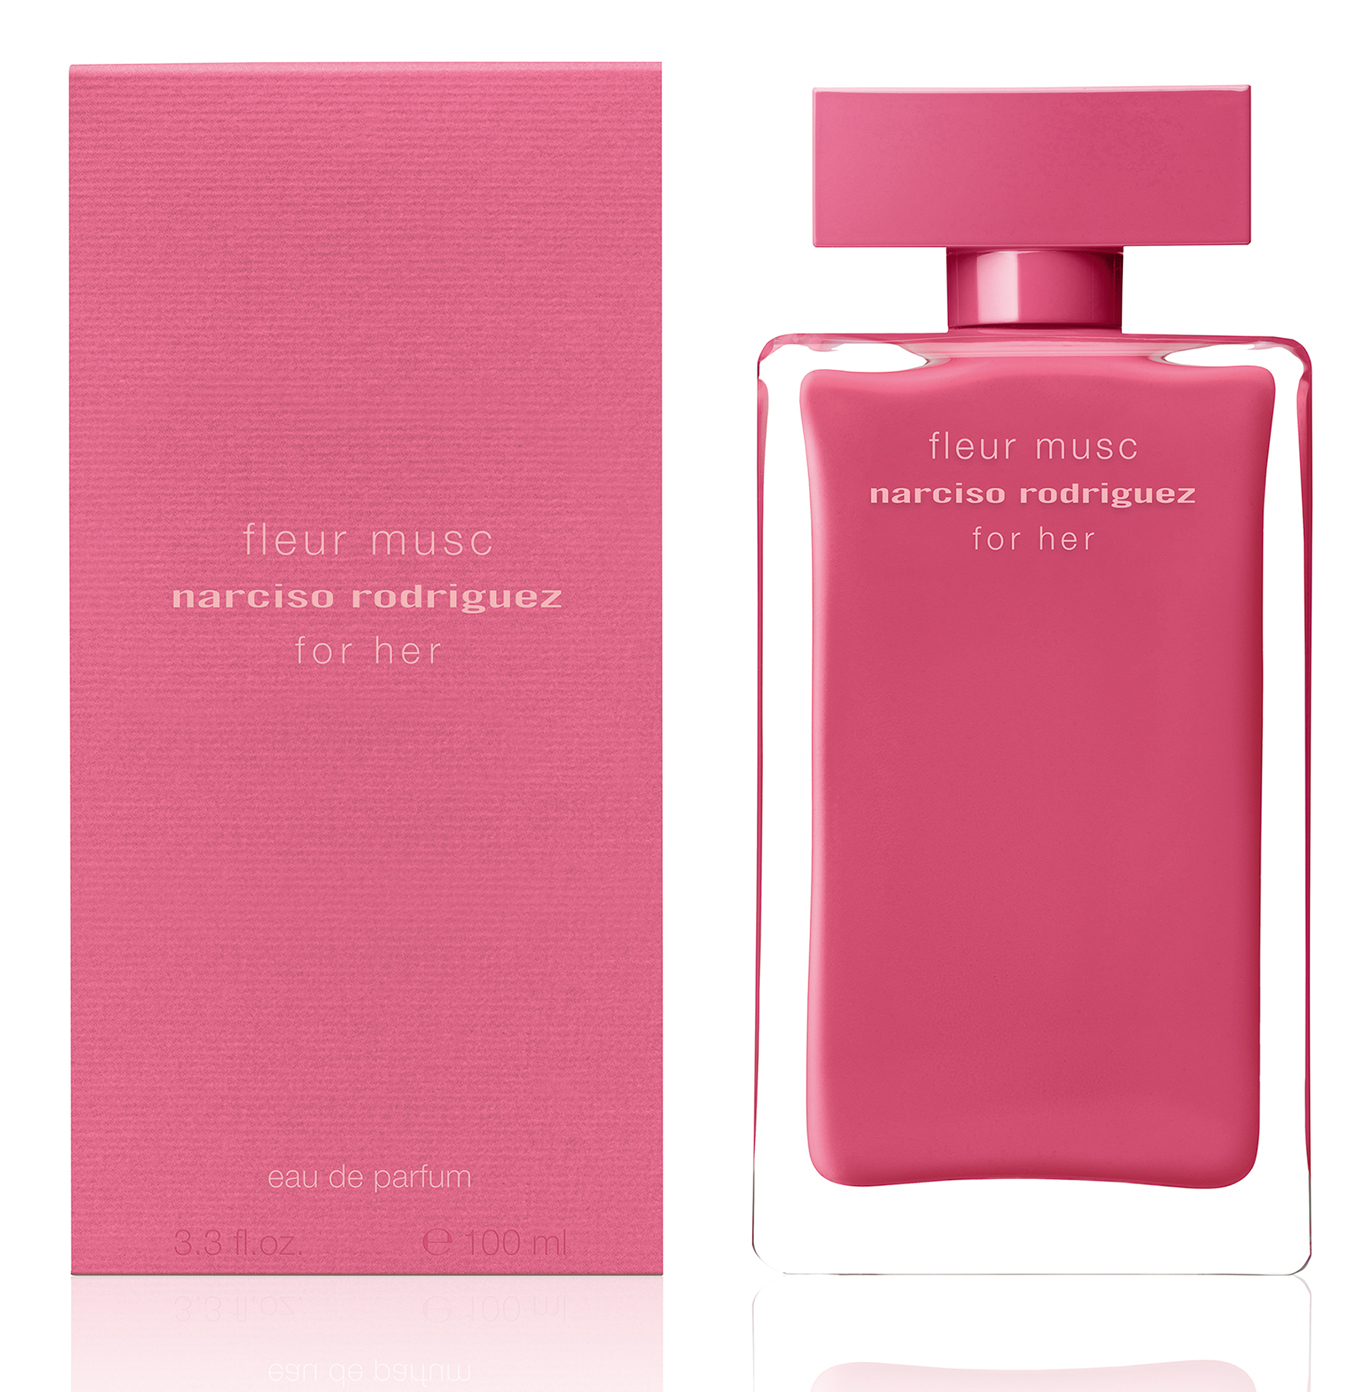 fleur musc
narciso rodriguez
for her
eau de parfum
3.3 fl.oz. e 100 ml
fleur musc
narciso rodriguez
for her